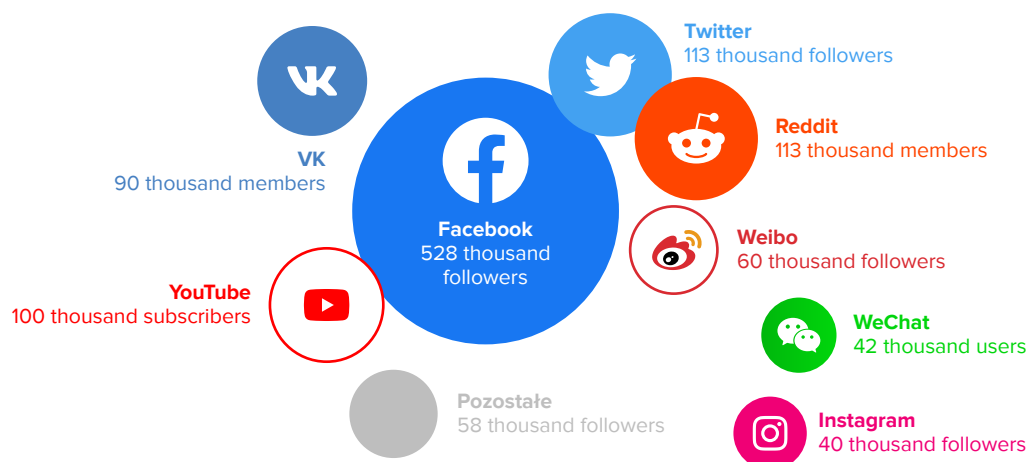 Twitter
113 thousand followers
Reddit
113 thousand members
VK
90 thousand members
Facebook
528 thousand
followers
Weibo
60 thousand followers
YouTube
100 thousand subscribers
WeChat
42 thousand users
Pozostałe
58 thousand followers
Instagram
40 thousand followers